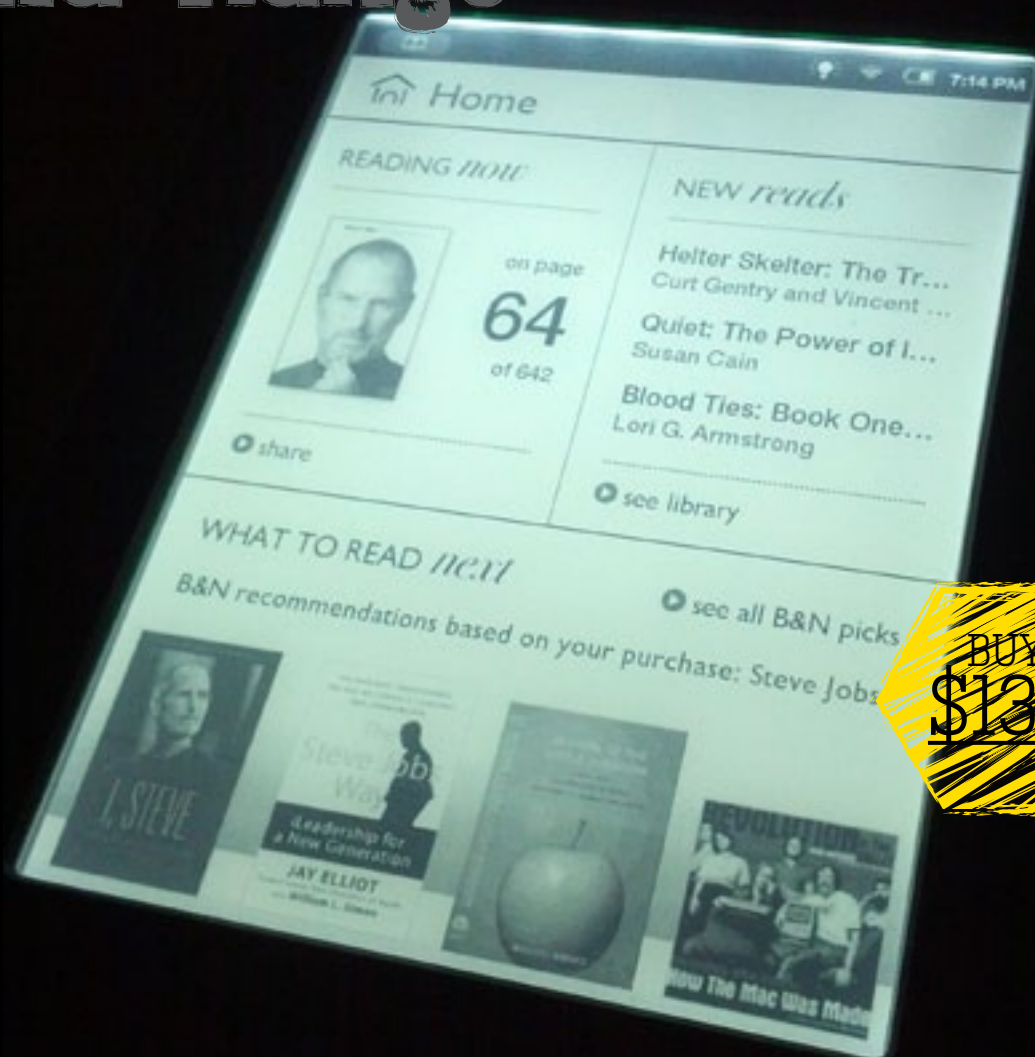 7:14 PM
Home
READING now
on page
64
of 642
share
NEW reads
Helter Skelter: The Tr...
Curt Gentry and Vincent ...
Quiet: The Power of I...
Susan Cain
Blood Ties: Book One...
Lori G. Armstrong
see library
WHAT TO READ next
see all B&N picks
B&N recommendations based on your purchase: Steve Jobs
I, STEVE
The
Steve Jobs
Way
iLeadership for
a New Generation
JAY ELLIOT
William L. Simon
REVOLUTION
How The Mac Was Made
BUY
$13